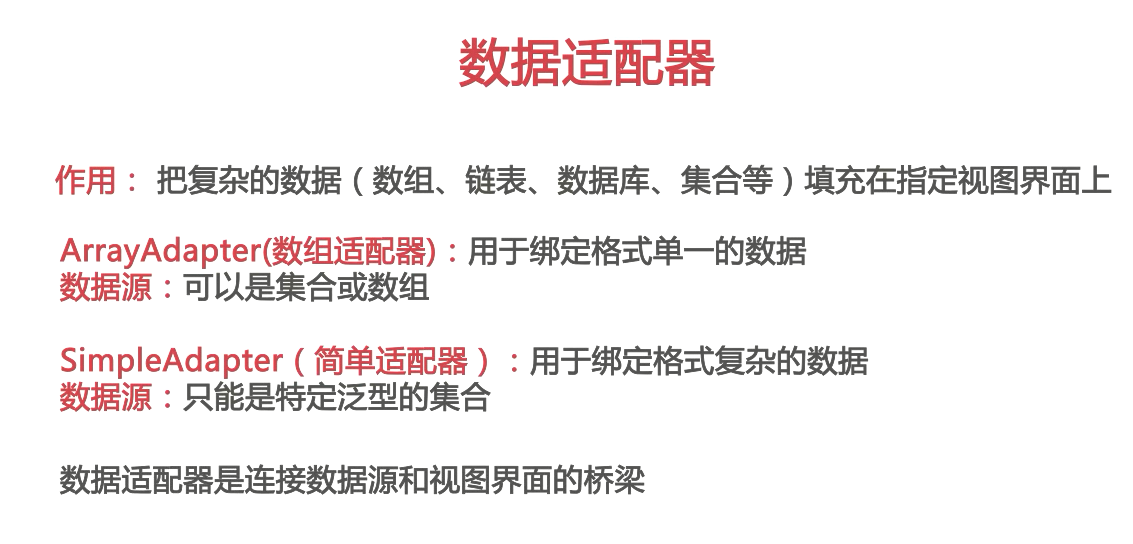 数据适配器
作用： 把复杂的数据（数组、链表、数据库、集合等）填充在指定视图界面上
ArrayAdapter(数组适配器)：用于绑定格式单一的数据
数据源：可以是集合或数组
SimpleAdapter（简单适配器）：用于绑定格式复杂的数据
数据源：只能是特定泛型的集合
数据适配器是连接数据源和视图界面的桥梁